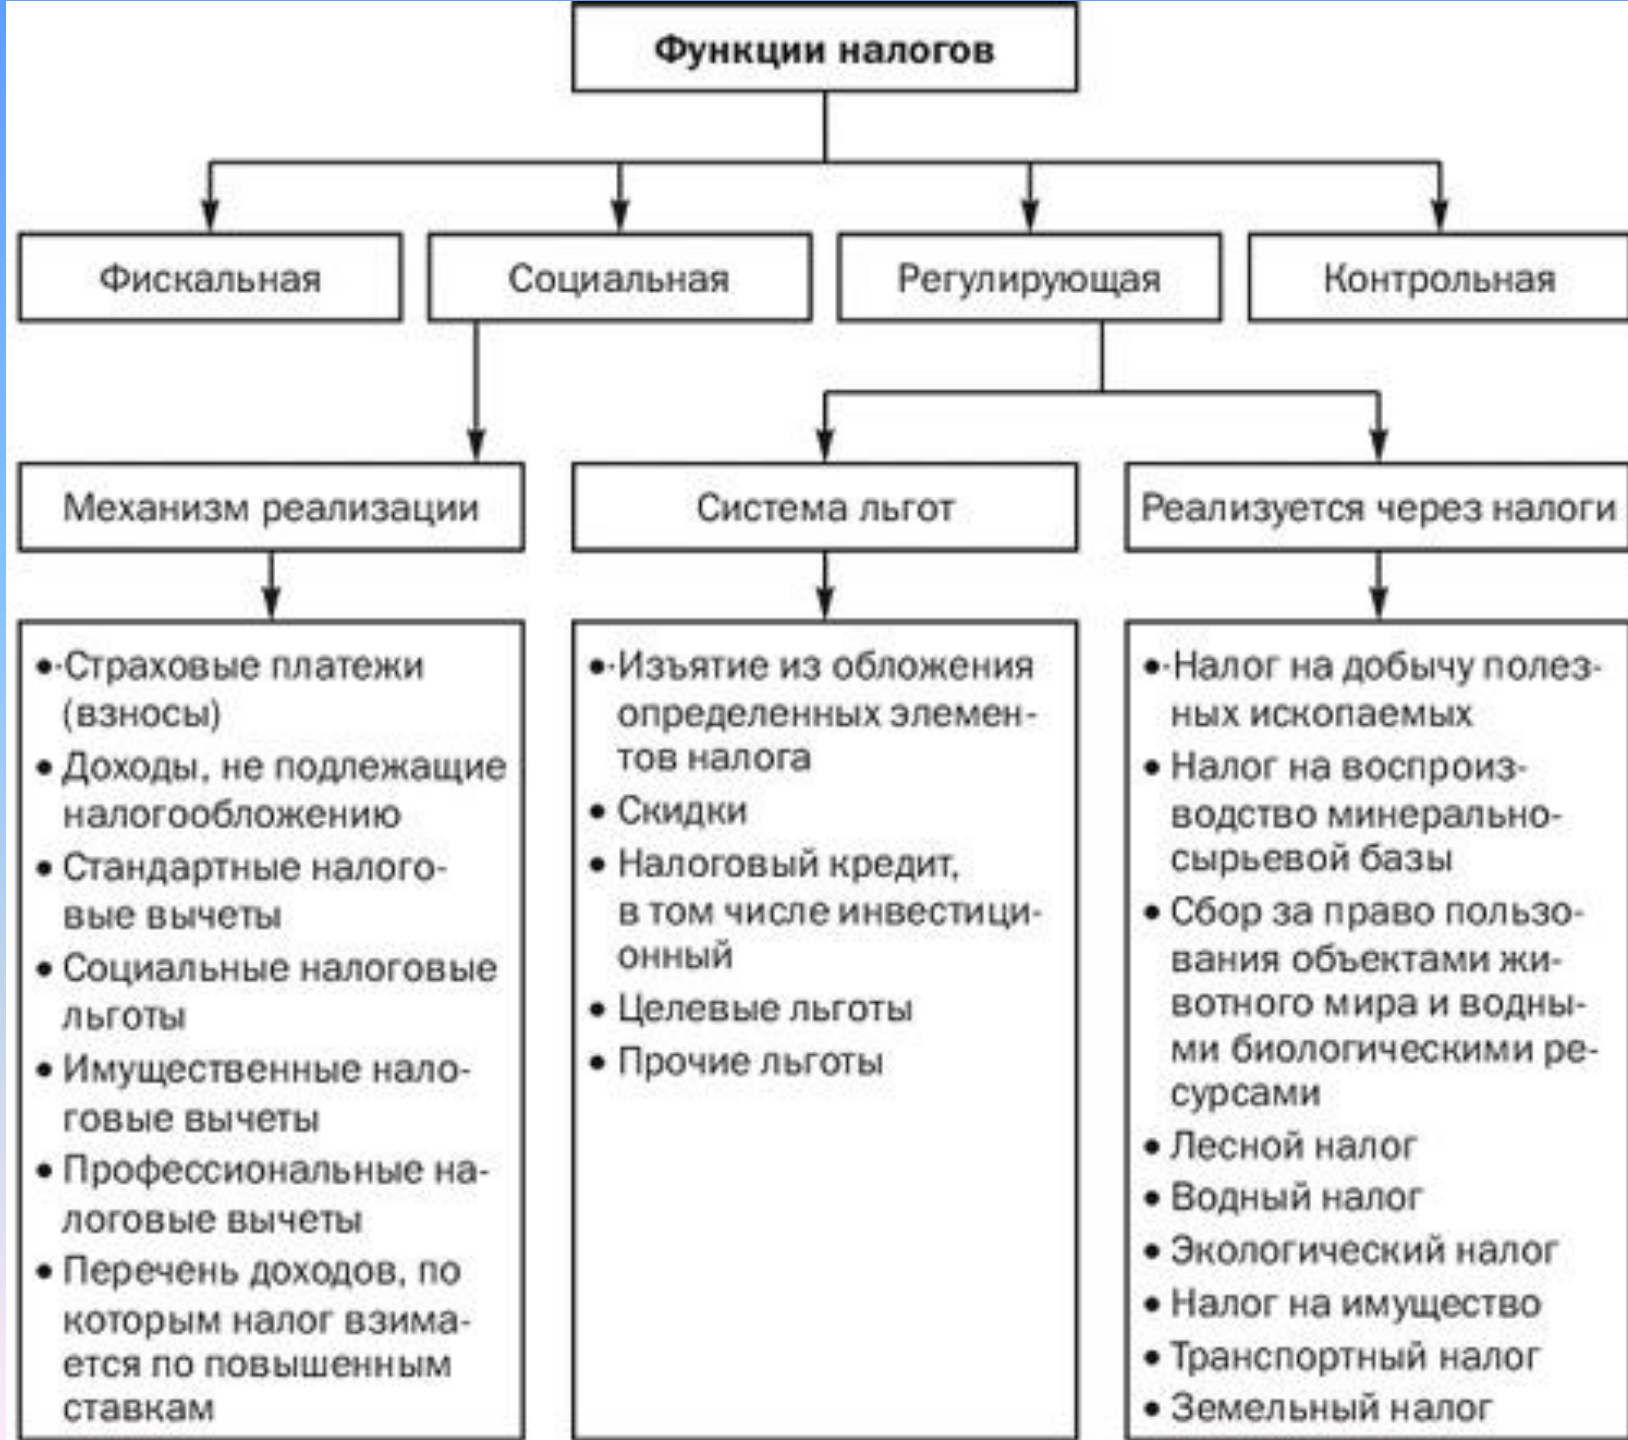 Функции налогов
Фискальная
Социальная
Регулирующая
Контрольная
Механизм реализации
Система льгот
Реализуется через налоги
• Страховые платежи
(взносы)
• Доходы, не подлежащие
налогообложению
• Стандартные налого-
вые вычеты
• Социальные налоговые
льготы
• Имущественные нало-
говые вычеты
• Профессиональные на-
логовые вычеты
• Перечень доходов, по
которым налог взима-
ется по повышенным
ставкам
• Изъятие из обложения
определенных элемен-
тов налога
• Скидки
• Налоговый кредит,
в том числе инвестици-
онный
• Целевые льготы
• Прочие льготы
• Налог на добычу полез-
ных ископаемых
• Налог на воспроиз-
водство минерально-
сырьевой базы
• Сбор за право пользо-
вания объектами жи-
вотного мира и водны-
ми биологическими ре-
сурсами
• Лесной налог
• Водный налог
• Экологический налог
• Налог на имущество
• Транспортный налог
• Земельный налог